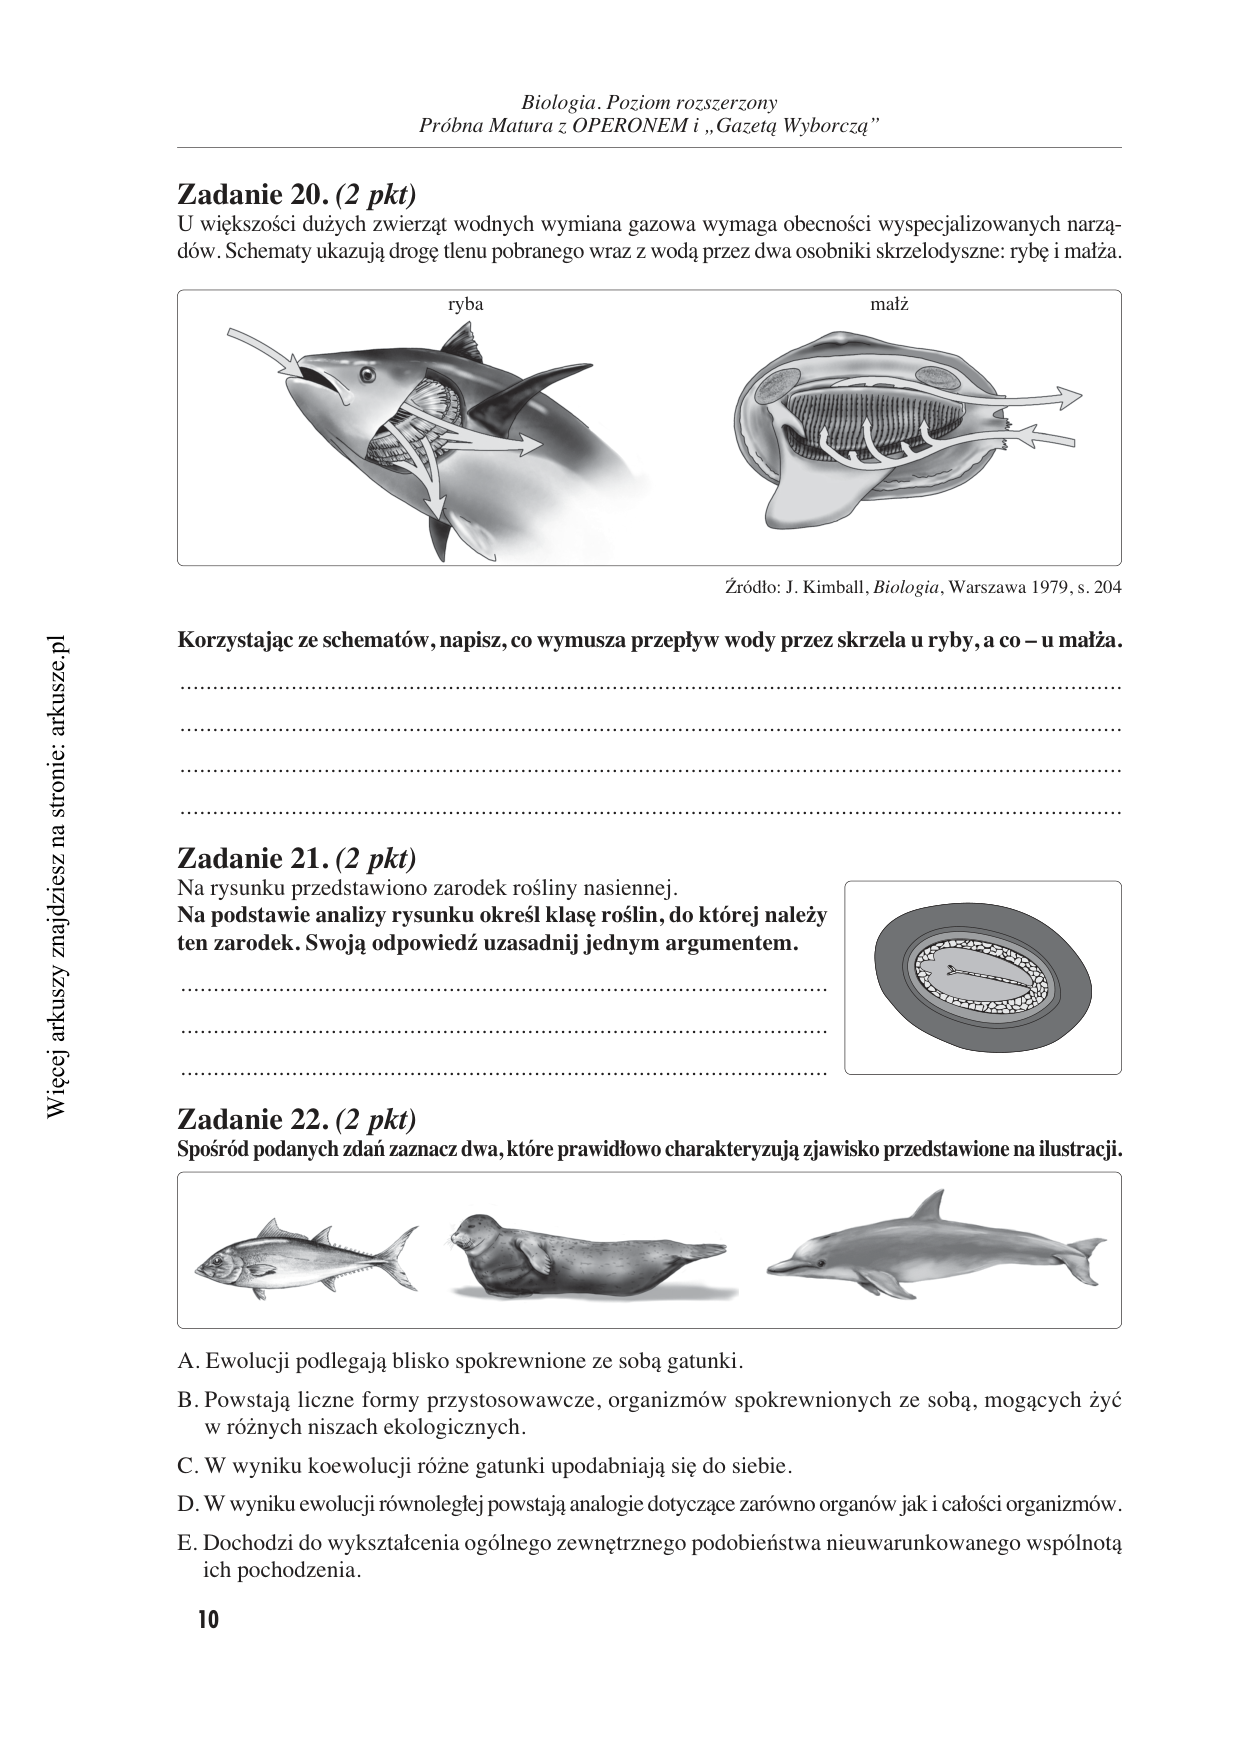 Biologia. Poziom rozszerzony
Próbna Matura z OPERONEM i „Gazetą Wyborczą”
Zadanie 20. (2 pkt)
U większości dużych zwierząt wodnych wymiana gazowa wymaga obecności wyspecjalizowanych narzą-
dów. Schematy ukazują drogę tlenu pobranego wraz z wodą przez dwa osobniki skrzelodyszne: rybę i małża.
ryba
małż
Źródło: J. Kimball, Biologia, Warszawa 1979, s. 204
Korzystając ze schematów, napisz, co wymusza przepływ wody przez skrzela u ryby, a co – u małża.
Zadanie 21. (2 pkt)
Na rysunku przedstawiono zarodek rośliny nasiennej.
Na podstawie analizy rysunku określ klasę roślin, do której należy
ten zarodek. Swoją odpowiedź uzasadnij jednym argumentem.
Zadanie 22. (2 pkt)
Spośród podanych zdań zaznacz dwa, które prawidłowo charakteryzują zjawisko przedstawione na ilustracji.
A. Ewolucji podlegają blisko spokrewnione ze sobą gatunki.
B. Powstają liczne formy przystosowawcze, organizmów spokrewnionych ze sobą, mogących żyć
w różnych niszach ekologicznych.
C. W wyniku koewolucji różne gatunki upodabniają się do siebie.
D. W wyniku ewolucji równoległej powstają analogie dotyczące zarówno organów jak i całości organizmów.
E. Dochodzi do wykształcenia ogólnego zewnętrznego podobieństwa nieuwarunkowanego wspólnotą
ich pochodzenia.
10
Więcej arkuszy znajdziesz na stronie: arkusze.pl